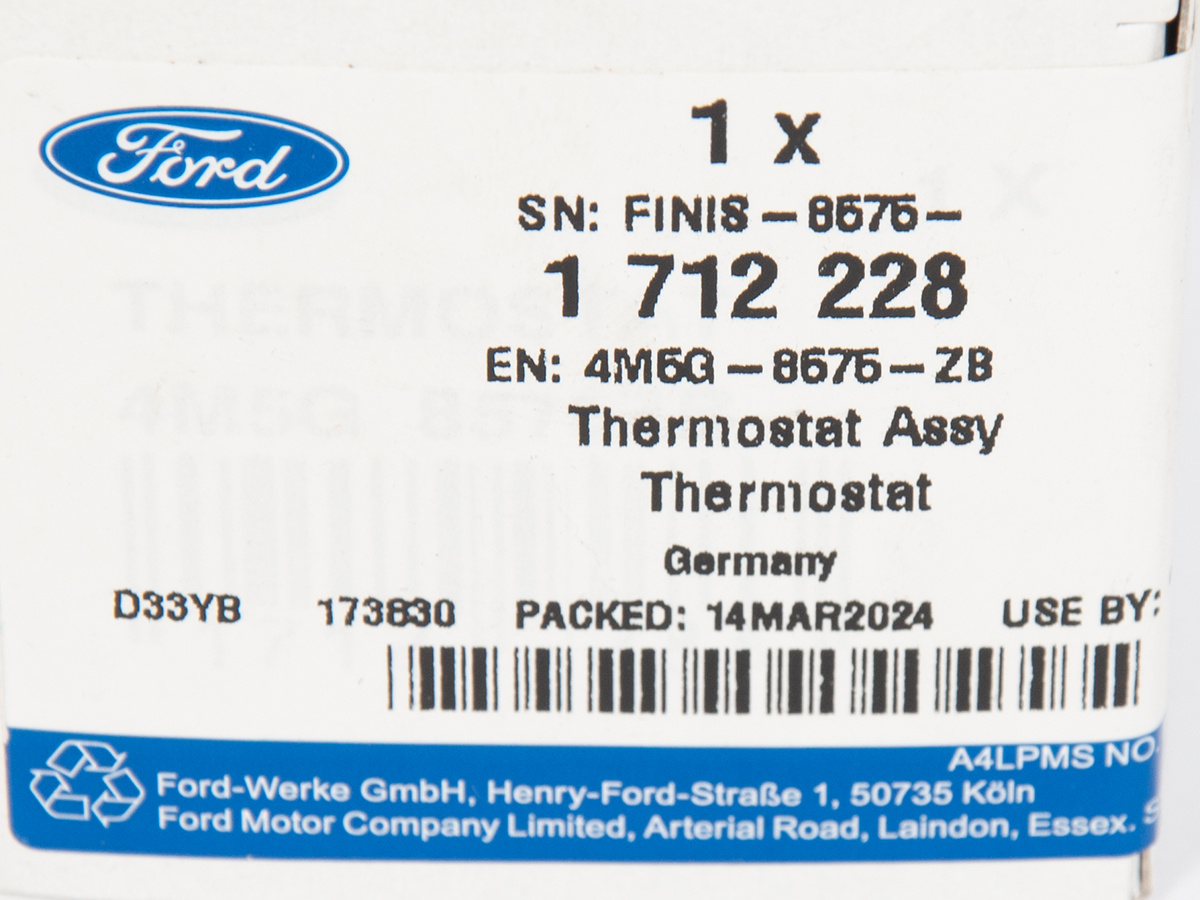 Ford
1 x
SN: FINIS-8575-
1 712 228
EN: 4M5G-8575-ZB
Thermostat Assy
Thermostat
Germany
D33YB 173830 PACKED: 14MAR2024 USE BY:
A4LPMS NO
Ford-Werke GmbH, Henry-Ford-Straße 1, 50735 Köln
Ford Motor Company Limited, Arterial Road, Laindon, Essex.